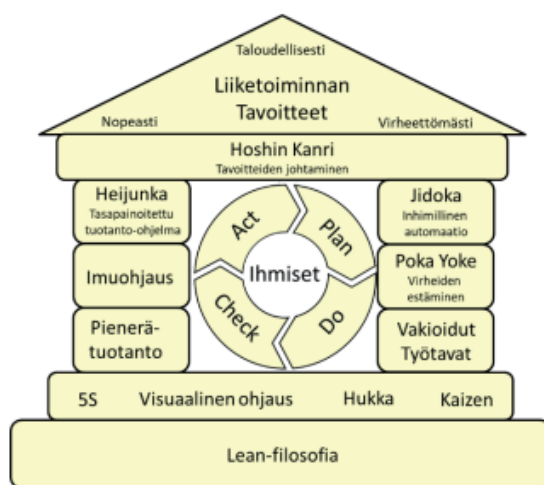 Taloudellisesti
Liiketoiminnan
Tavoitteet
Nopeasti
Virheettömästi
Hoshin Kanri
Tavoitteiden johtaminen
Heijunka
Tasapainoitettu
tuotanto-ohjelma
Imuohjaus
Pienerä-
tuotanto
Act
Plan
Ihmiset
Check
Do
Jidoka
Inhimillinen
automaatio
Poka Yoke
Virheiden
estäminen
Vakioidut
Työtavat
5S Visuaalinen ohjaus Hukka Kaizen
Lean-filosofia